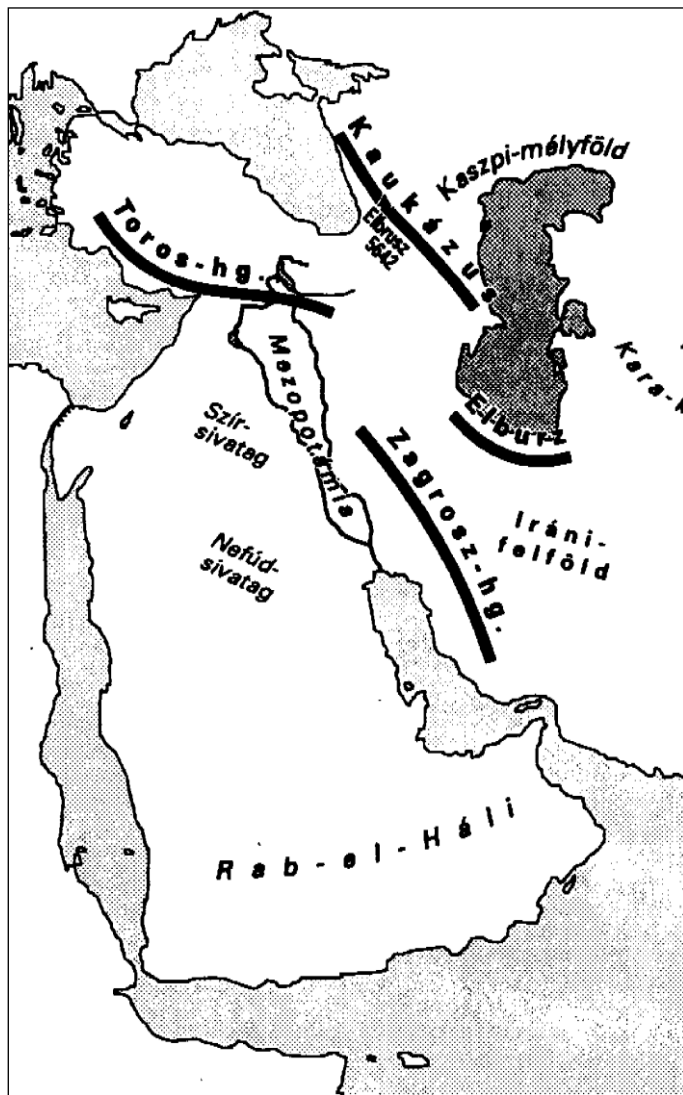 Kaukázus
Kaszpi-mélyföld
Elbrusz
5642
Toros-hg.
Mezopotámia
Kara-k
Elburz
Szír-
sivatag
Zagrosz-hg.
Iráni-
felföld
Nefúd-
sivatag
Rab-el-Háli